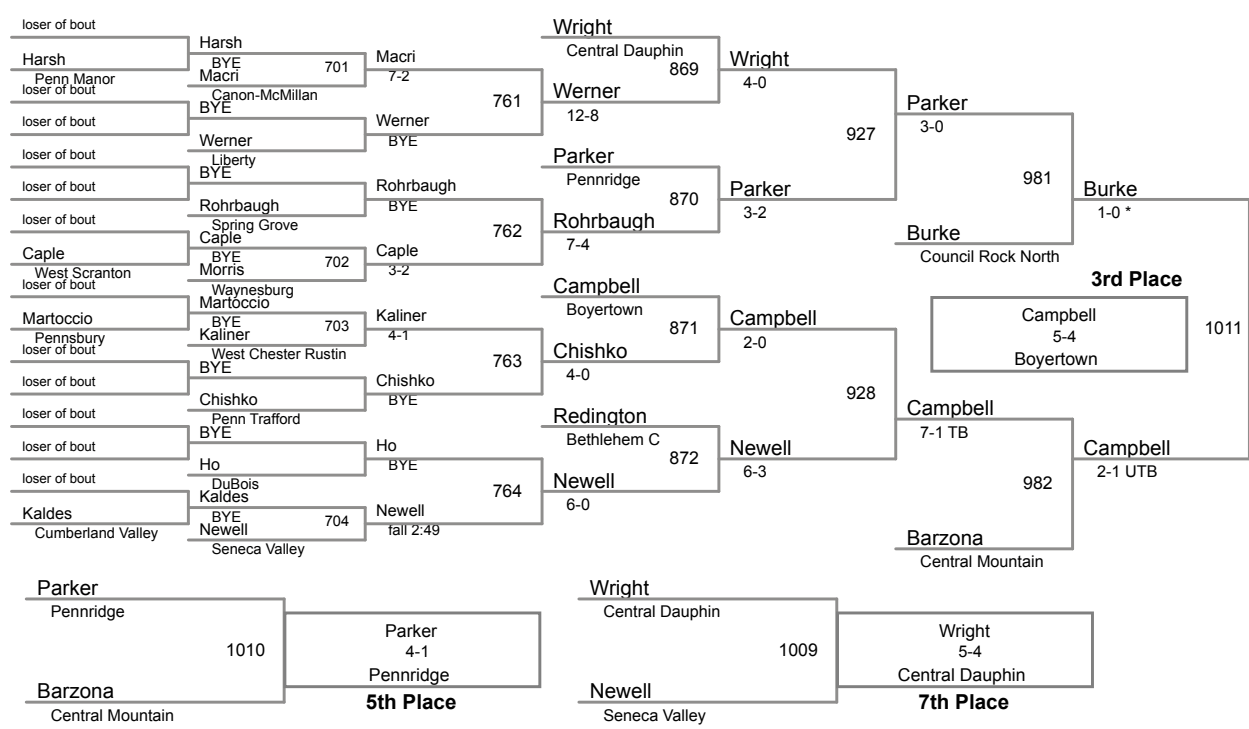 loser of bout
Harsh
Penn Manor
loser of bout
loser of bout
loser of bout
loser of bout
loser of bout
Caple
West Scranton
loser of bout
Martoccio
Pennsbury
loser of bout
loser of bout
loser of bout
loser of bout
loser of bout
Kaldes
Cumberland Valley
Harsh
BYE
701
Macri
Canon-McMillan
BYE
Werner
Liberty
BYE
Rohrbaugh
Spring Grove
Caple
BYE
702
Morris
Waynesburg
Martoccio
BYE
703
Kaliner
West Chester Rustin
BYE
Chishko
Penn Trafford
BYE
Ho
DuBois
Kaldes
BYE
704
Newell
Seneca Valley
Macri
7-2
761
Werner
BYE
Rohrbaugh
BYE
762
Caple
3-2
Kaliner
4-1
763
Chishko
BYE
Ho
BYE
764
Newell
fall 2:49
Wright
Central Dauphin
869
Werner
12-8
Parker
Pennridge
870
Rohrbaugh
7-4
Campbell
Boyertown
871
Chishko
4-0
Redington
Bethlehem C
872
Newell
6-0
Wright
4-0
927
Parker
3-2
Campbell
2-0
928
Newell
6-3
Parker
3-0
981
Burke
Council Rock North
Campbell
7-1 TB
982
Barzona
Central Mountain
Burke
1-0 *
3rd Place
Campbell
5-4
Boyertown
1011
Campbell
2-1 UTB
Parker
Pennridge
1010
Barzona
Central Mountain
Parker
4-1
Pennridge
5th Place
Wright
Central Dauphin
1009
Newell
Seneca Valley
Wright
5-4
Central Dauphin
7th Place